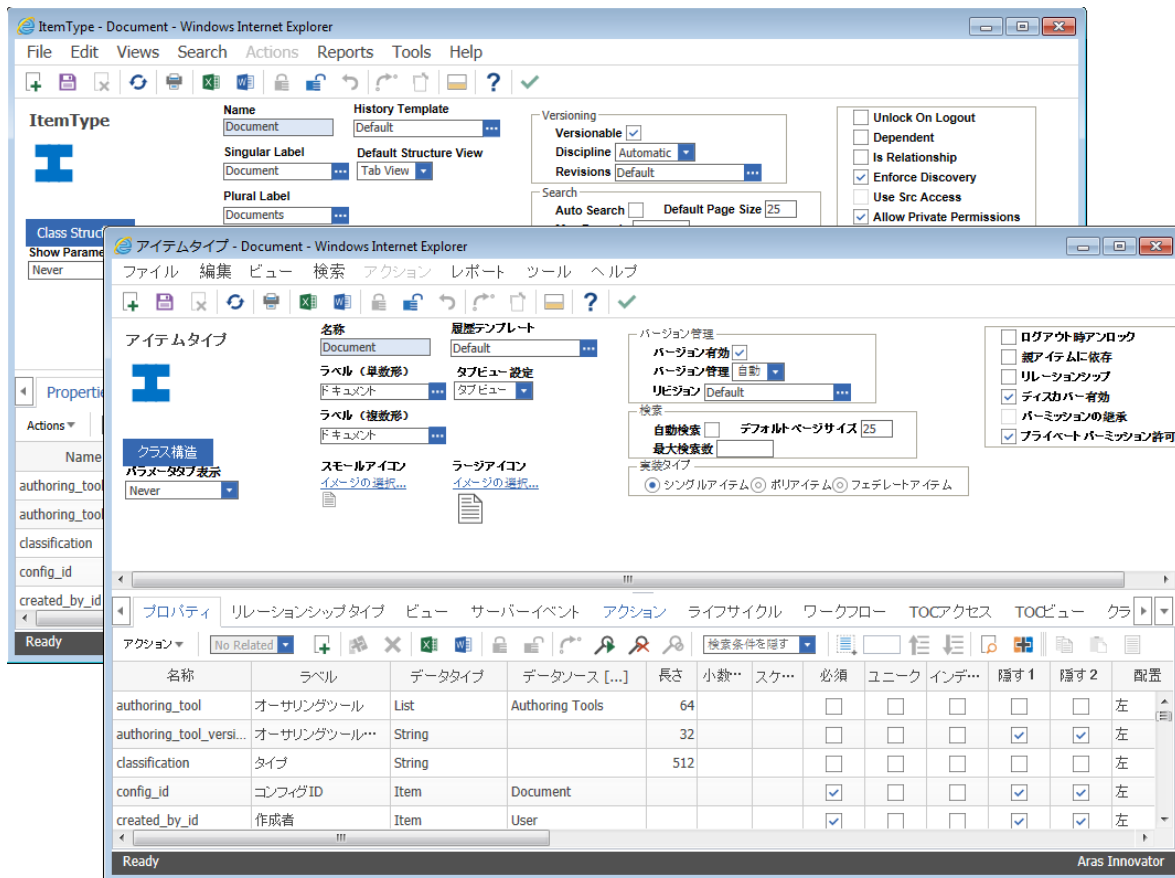 ItemType - Document - Windows Internet Explorer
File Edit Views Search Actions Reports Tools Help
Name History Template
ItemType
Document Default
Singular Label Default Structure View
Document Tab View
Plural Label
Documents
Versioning
Versionable
Discipline Automatic
Revisions Default
Search
Auto Search Default Page Size 25
Unlock On Logout
Dependent
Is Relationship
Enforce Discovery
Use Src Access
Allow Private Permissions
Class Struc
Show Parame
Never
Actions
Name
authoring_tool
authoring_tool
classification
config_id
created_by_id
Ready
アイテムタイプ - Document - Windows Internet Explorer
ファイル 編集 ビュー 検索 アクション レポート ツール ヘルプ
アイテムタイプ
名称 履歴テンプレート
Document Default
ラベル（単数形） タブビュー設定
ドキュメント タブビュー
ラベル（複数形）
ドキュメント
クラス構造
パラメータタブ表示
Never
スモールアイコン ラージアイコン
イメージの選択... イメージの選択...
バージョン管理
バージョン有効
バージョン管理 自動
リビジョン Default
検索
自動検索 デフォルトページサイズ 25
最大検索数
実装タイプ
シングルアイテム ポリアイテム フェデレートアイテム
ログアウト時アンロック
親アイテムに依存
リレーションシップ
ディスカバー有効
パーミッションの継承
プライベート パーミッション許可
プロパティ リレーションシップタイプ ビュー サーバーイベント アクション ライフサイクル ワークフロー TOCアクセス TOCビュー クラ
アクション No Related 検索条件を隠す
名称 ラベル データタイプ データソース [...] 長さ 小数… スケ… 必須 ユニーク インデ… 隠す1 隠す2 配置
authoring_tool オーサリングツール List Authoring Tools 64 左
authoring_tool_versi... オーサリングツール… String 32 左
classification タイプ String 512 左
config_id コンフィグID Item Document 左
created_by_id 作成者 Item User 左
Ready Aras Innovator